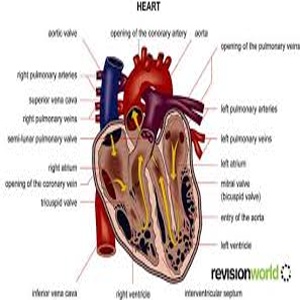 HEART
aortic valve
opening of the coronary artery
aorta
opening of the pulmonary veins
right pulmonary arteries
superior vena cava
right pulmonary veins
semi-lunar pulmonary valve
right atrium
opening of the coronary vein
tricuspid valve
inferior vena cava
right ventricle
interventricular septum
left pulmonary arteries
left pulmonary veins
left atrium
mitral valve
(bicuspid valve)
entry of the aorta
left ventricle
revisionworld